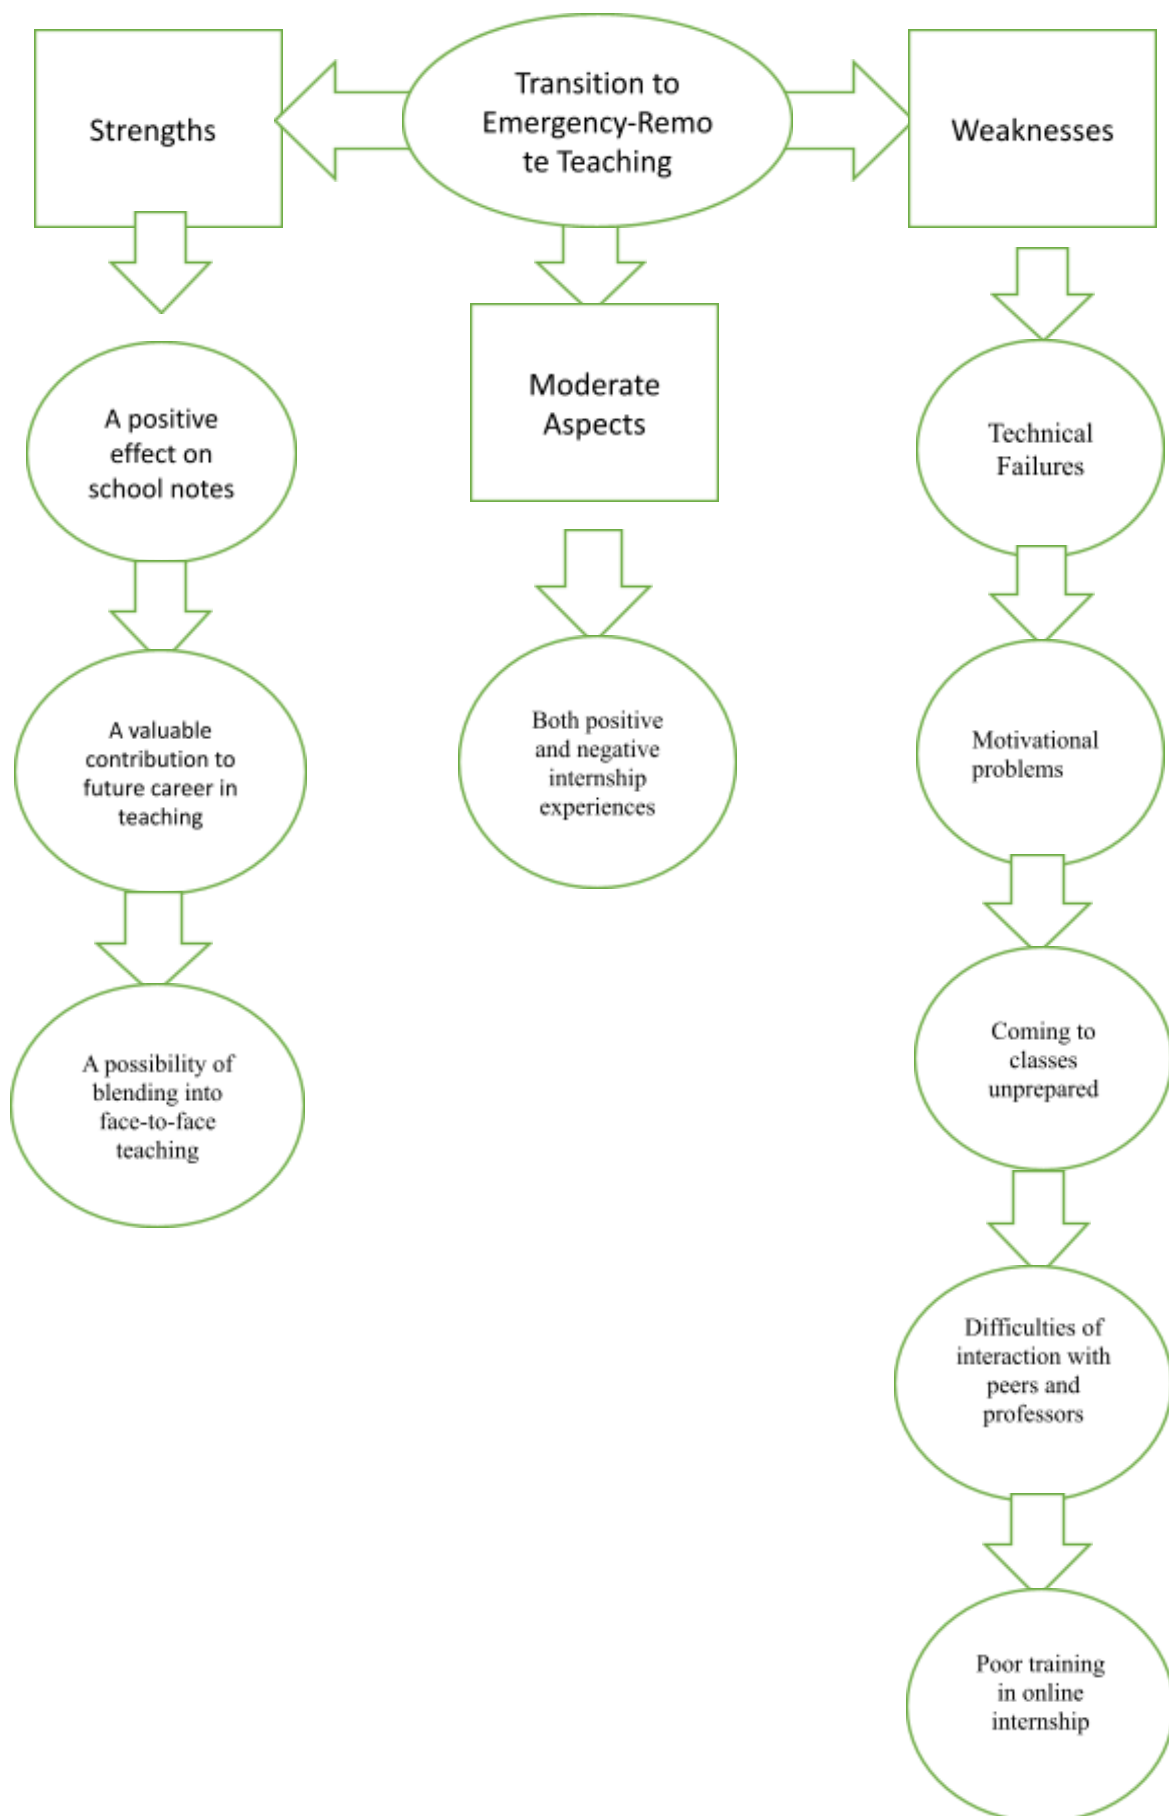 Strengths
Transition to
Emergency-Remo
te Teaching
Weaknesses
A positive
effect on
school notes
A valuable
contribution to
future career in
teaching
A possibility of
blending into
face-to-face
teaching
Moderate
Aspects
Both positive
and negative
internship
experiences
Technical
Failures
Motivational
problems
Coming to
classes
unprepared
Difficulties of
interaction with
peers and
professors
Poor training
in online
internship